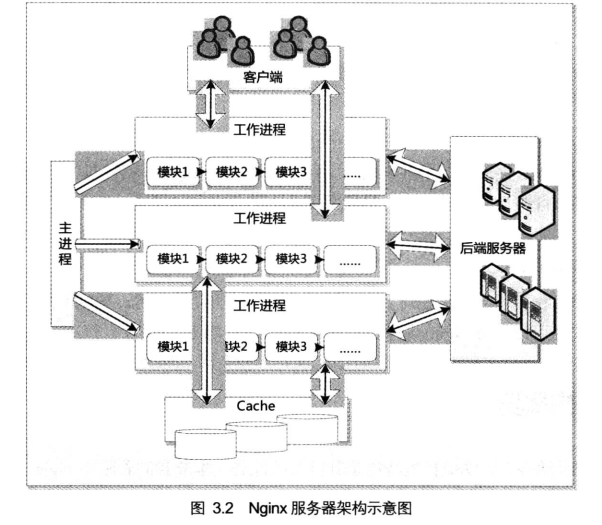 客户端
工作进程
模块1 模块2 模块3 ......
主进程
工作进程
模块1 模块2 模块3 ......
后端服务器
工作进程
模块1 块2 模块3 ......
Cache
图 3.2 Nginx 服务器架构示意图